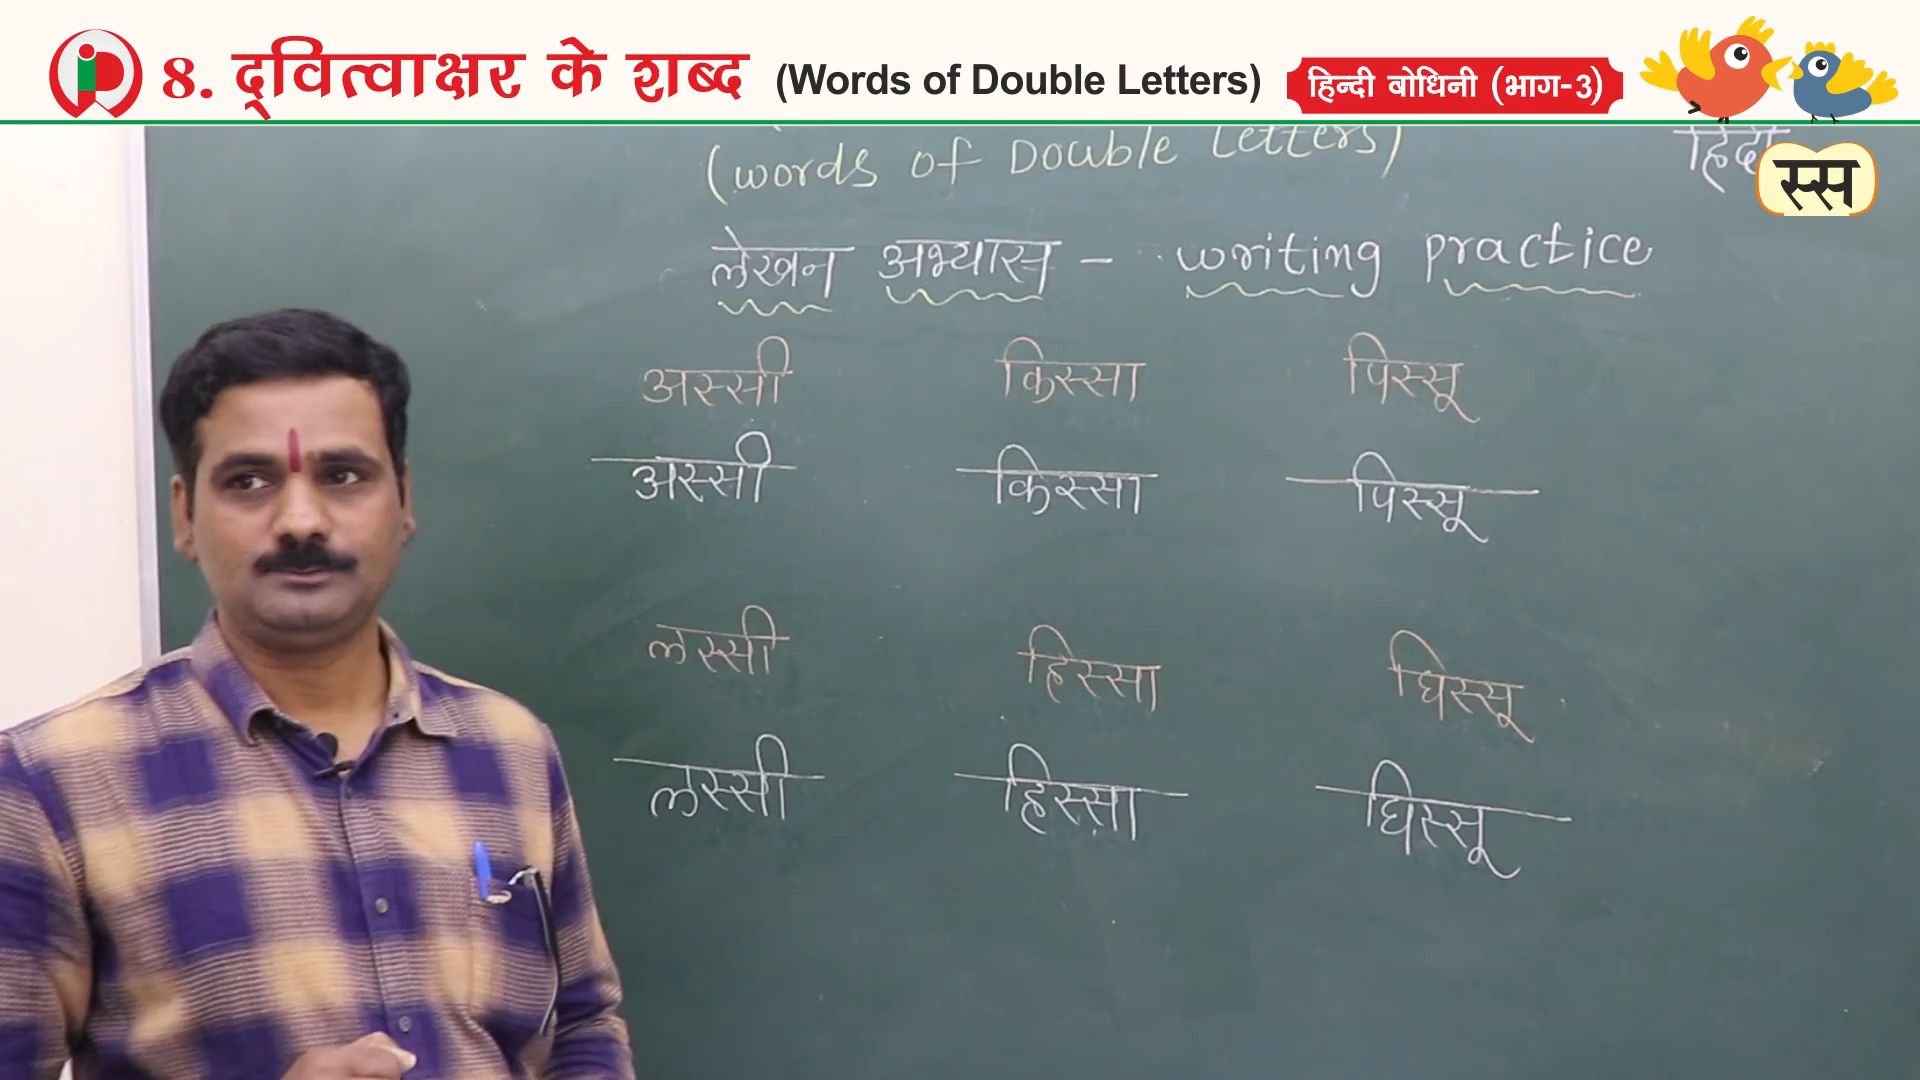 8. द्वित्वाक्षर के शब्द (Words of Double Letters) हिन्दी बोधिनी (भाग-3)
(words of Double Letters) हिंदी
स्स
लेखन अभ्यास - writing practice
अस्सी किस्सा पिस्सू
अस्सी किस्सा पिस्सू
लस्सी हिस्सा घिस्सू
लस्सी हिस्सा घिस्सू